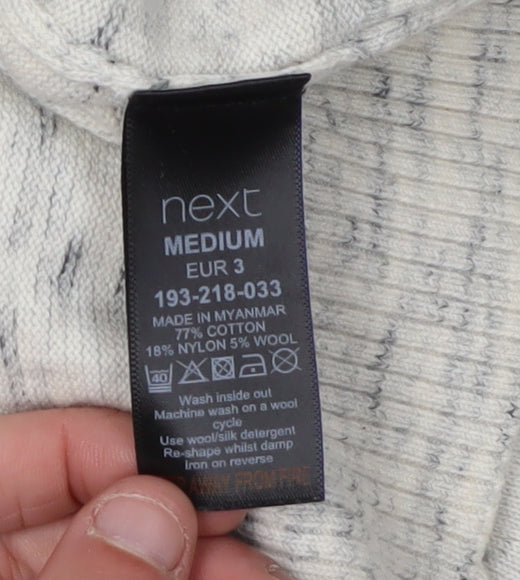 next
MEDIUM
EUR 3
193-218-033
MADE IN MYANMAR
77% COTTON
18% NYLON 5% WOOL
40
Wash inside out
Machine wash on a wool
cycle
Use wool/silk detergent
Re-shape whilst damp
Iron on reverse
AWAY FROM FIRE